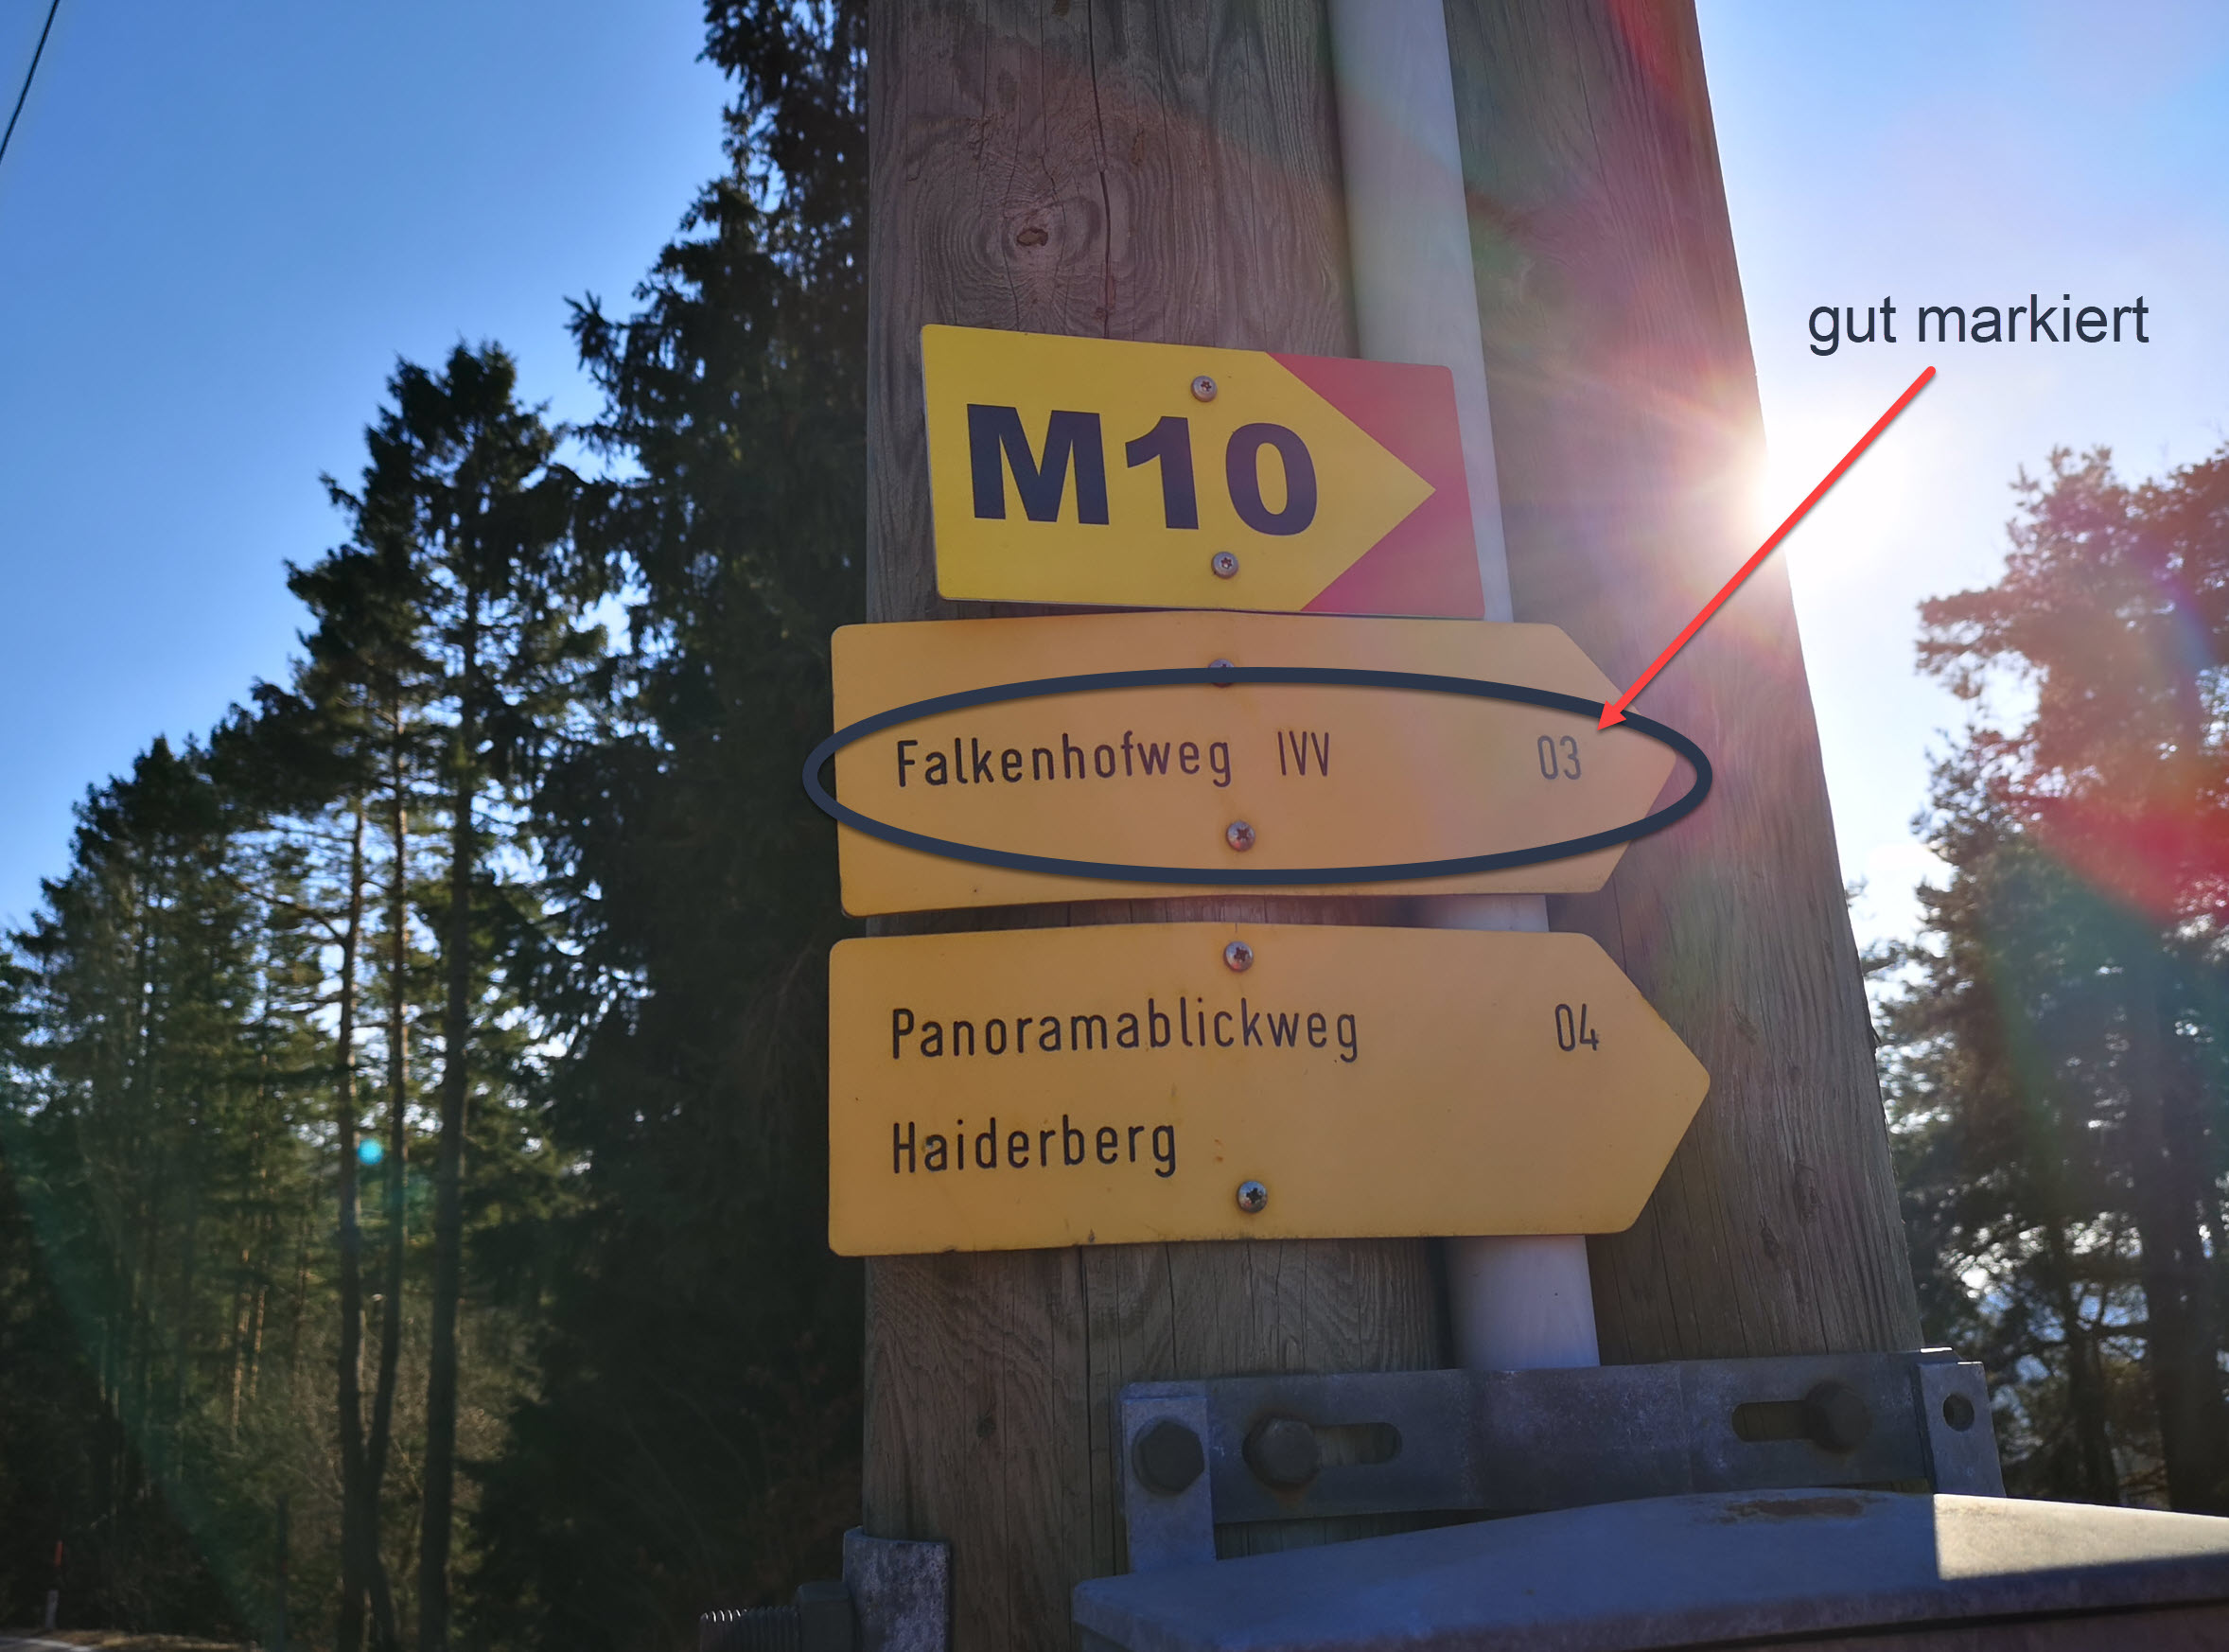 gut markiert
M10
Falkenhofweg IVV 03
Panoramablickweg 04
Haiderberg